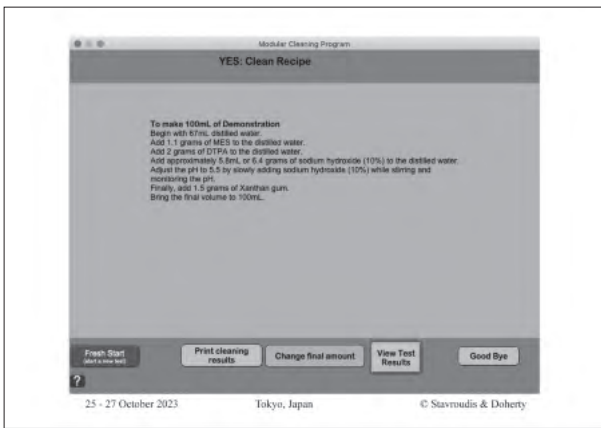 Modular Cleaning Program
YES: Clean Recipe
To make 100mL of Demonstration
Begin with 67mL distilled water.
Add 1.1 grams of MES to the distilled water.
Add 2 grams of DTPA to the distilled water.
Add approximately 5.8mL or 6.4 grams of sodium hydroxide (10%) to the distilled water.
Adjust the pH to 5.5 by slowly adding sodium hydroxide (10%) while stirring and
monitoring the pH.
Finally, add 1.5 grams of Xanthan gum.
Bring the final volume to 100mL.
Fresh Start
(start a new test)
Print cleaning
results
Change final amount
View Test
Results
Good Bye
?
25 - 27 October 2023 Tokyo, Japan © Stavroudis & Doherty